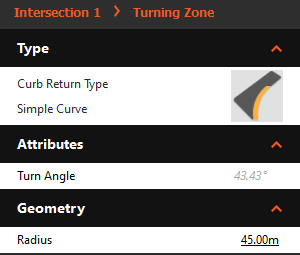 Intersection 1 > Turning Zone
Type
Curb Return Type
Simple Curve
Attributes
Turn Angle 43.43°
Geometry
Radius 45.00m